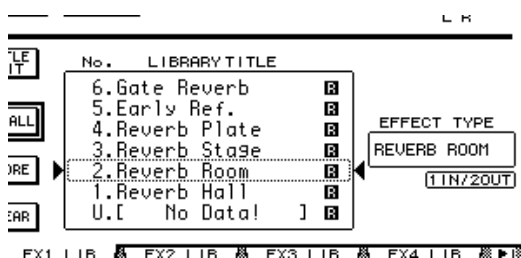 L R
No. LIBRARY TITLE
6.Gate Reverb R
5.Early Ref. R
4.Reverb Plate R
3.Reverb Stage R
2.Reverb Room R
1.Reverb Hall R
U.[ No Data! ] R
EFFECT TYPE
REVERB ROOM
1IN/2OUT
ALL
FX1 LIB FX2 LIB FX3 LIB FX4 LIB